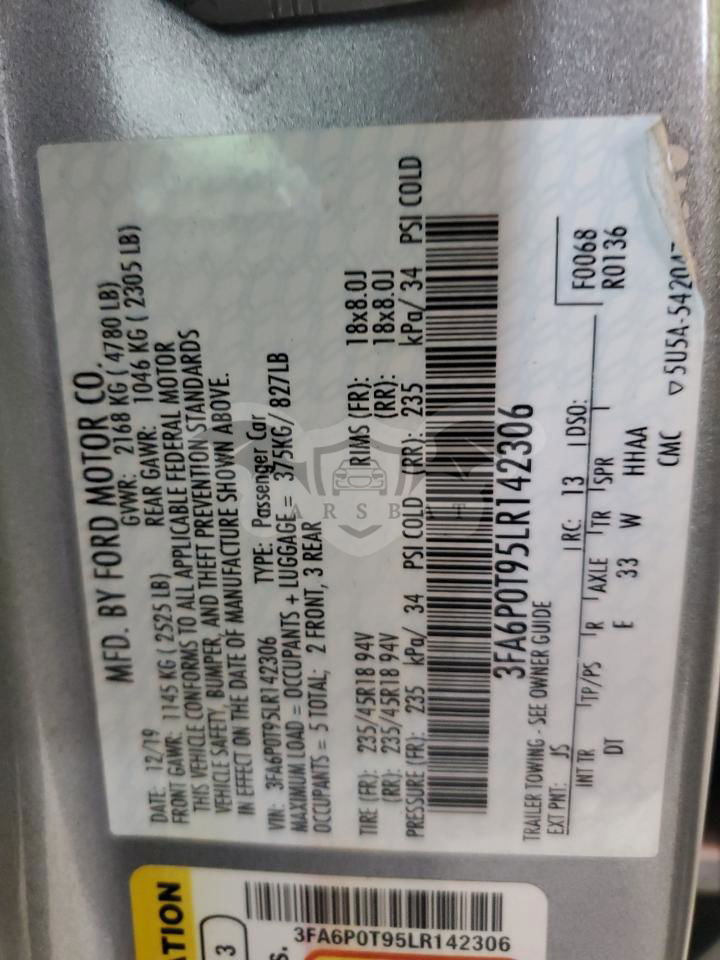 MFD. BY FORD MOTOR CO.
DATE: 12/19 GVWR: 2168 KG ( 4780 LB)
FRONT GAWR: 1145 KG ( 2525 LB) REAR GAWR: 1046 KG ( 2305 LB)
THIS VEHICLE CONFORMS TO ALL APPLICABLE FEDERAL MOTOR
VEHICLE SAFETY, BUMPER, AND THEFT PREVENTION STANDARDS
IN EFFECT ON THE DATE OF MANUFACTURE SHOWN ABOVE.
VIN: 3FA6P0T95LR142306 TYPE: Passenger Car
MAXIMUM LOAD = OCCUPANTS + LUGGAGE = 375KG/ 827LB
OCCUPANTS = 5 TOTAL; 2 FRONT, 3 REAR
TIRE (FR): 235/45R18 94V RIMS (FR): 18x8.0J
(RR): 235/45R18 94V (RR): 18x8.0J
PRESSURE (FR): 235 kPa/ 34 PSI COLD (RR): 235 kPa/ 34 PSI COLD
3FA6P0T95LR142306
TRAILER TOWING - SEE OWNER GUIDE
EXT PNT: JS RC: 13 DSO: F0068
R0136
INT TR TP/PS R AXLE TR SPR
DT E 33 W HHAA
CMC ▽ 5U5A-54204
ARSBAT
ATION
3
S.
3FA6P0T95LR142306